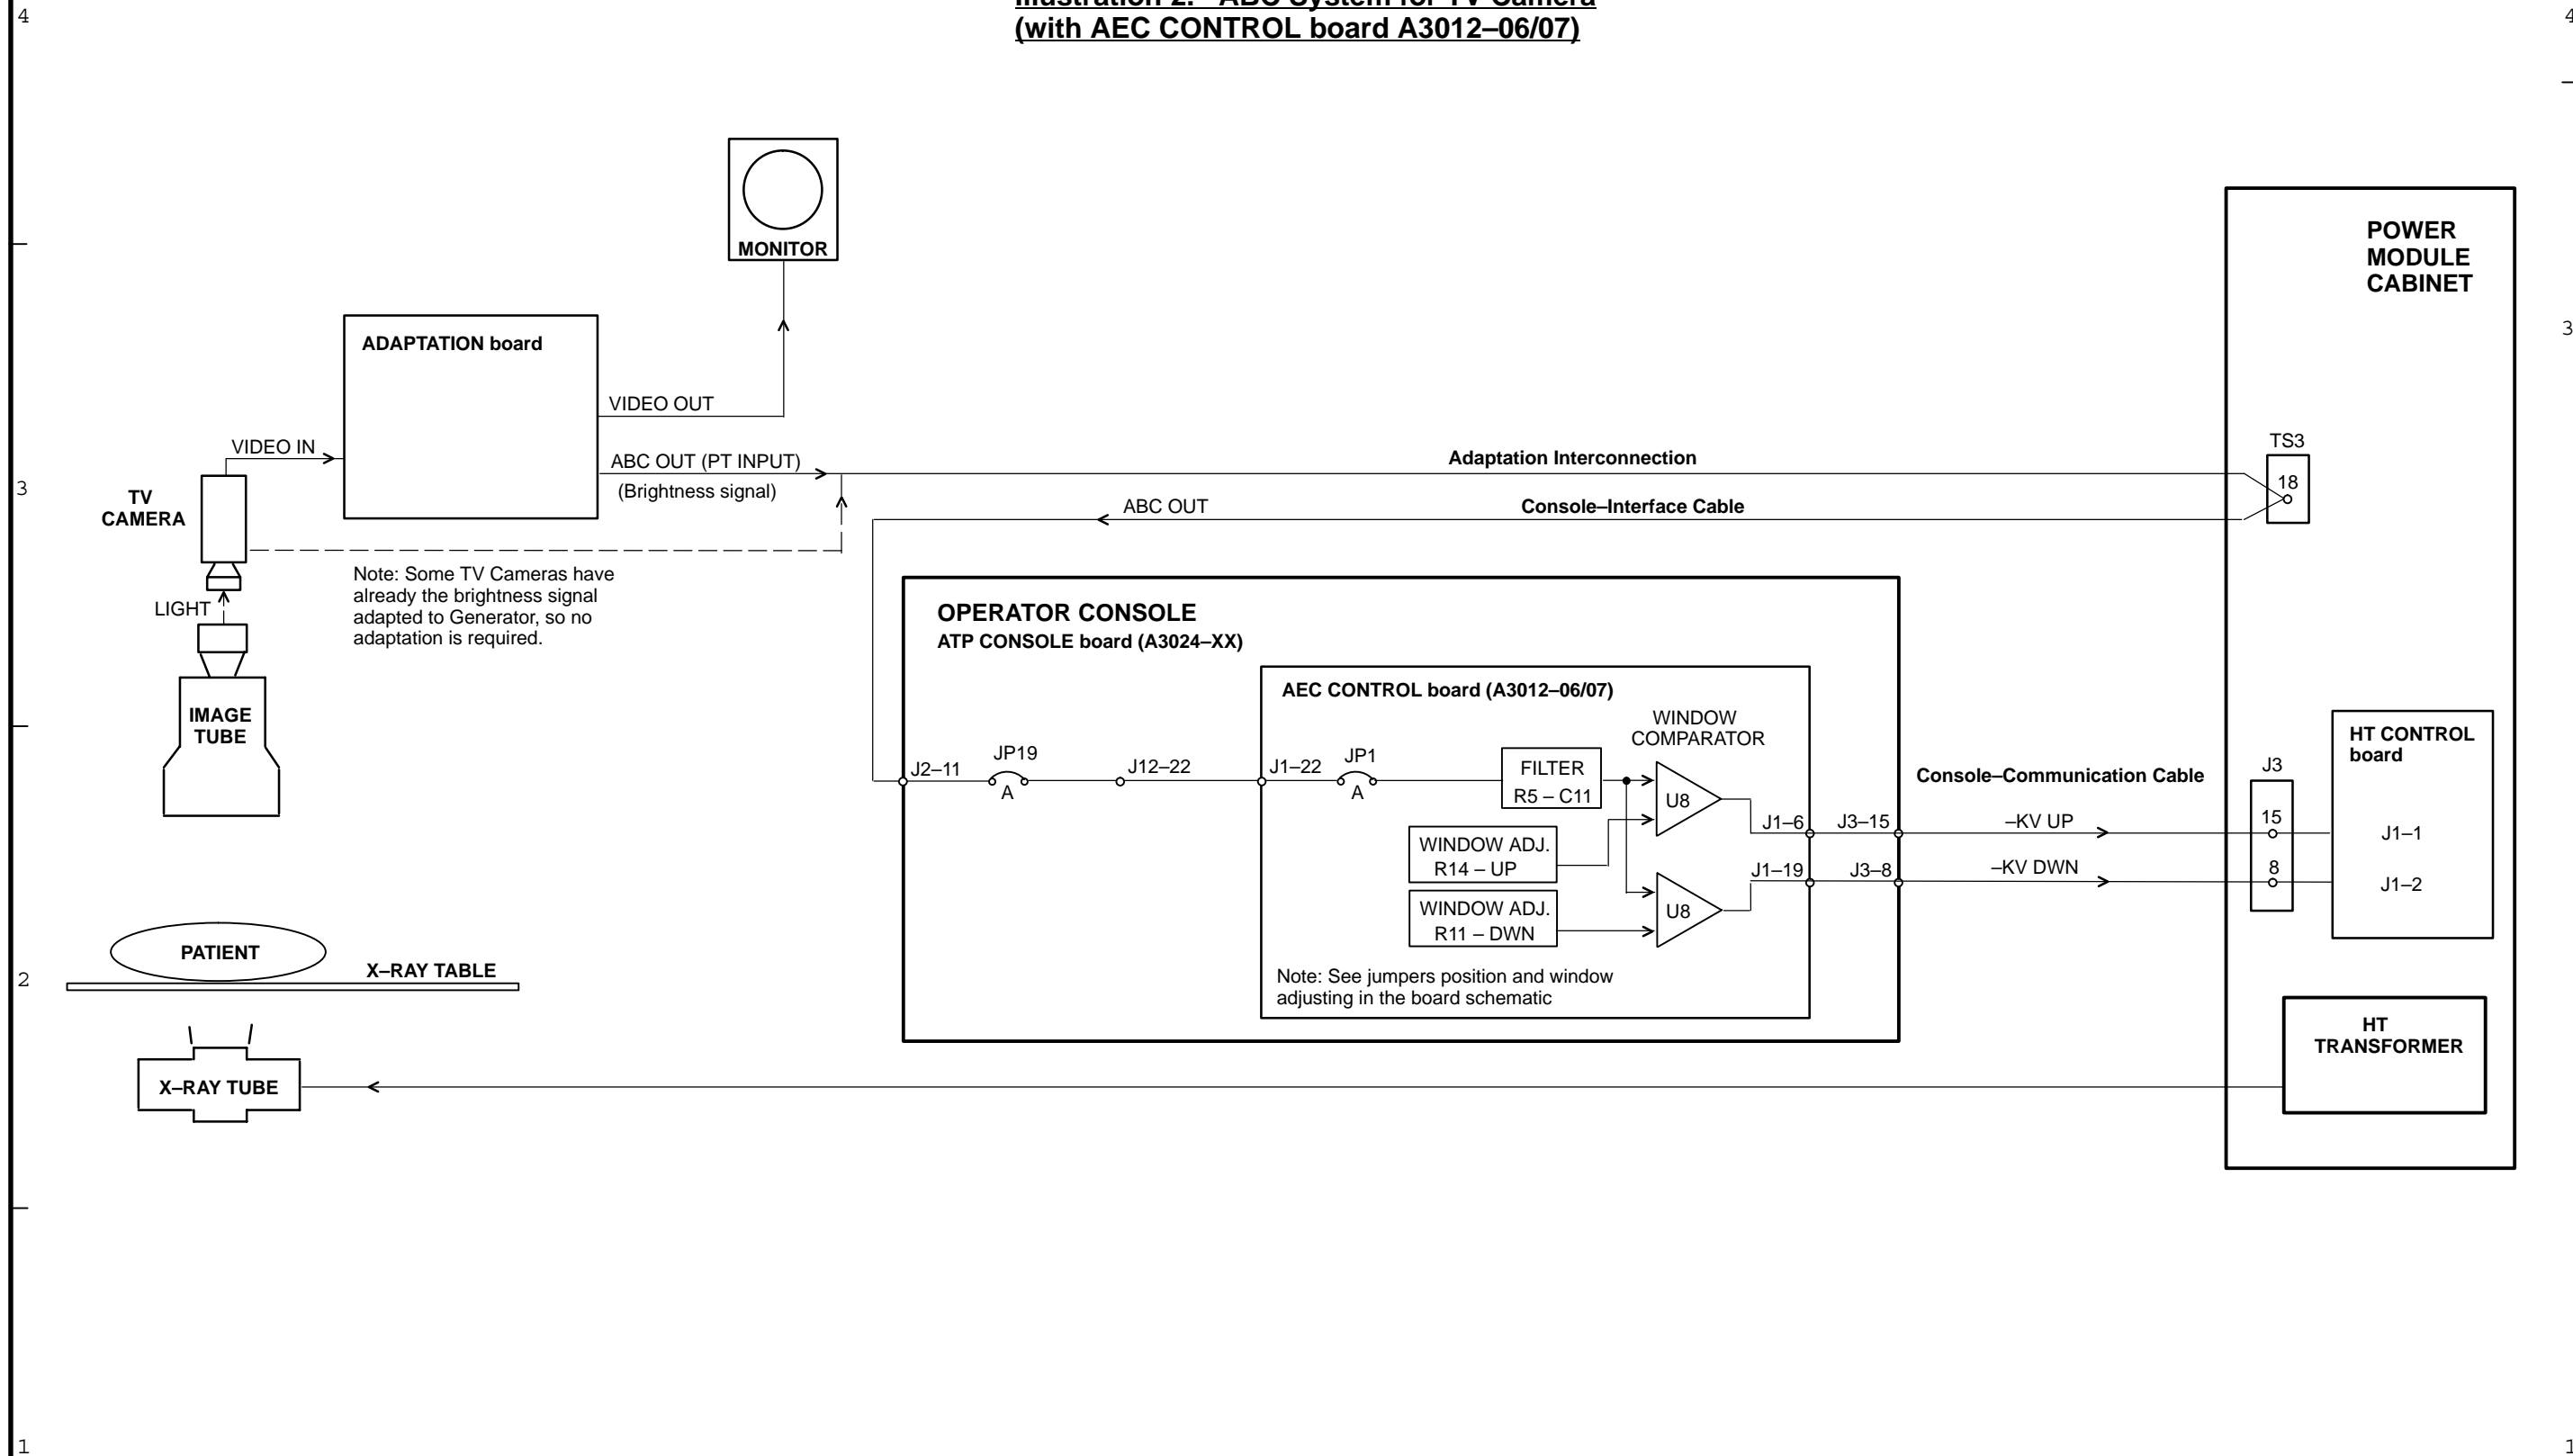 Illustration 2. ABC System for TV Camera
(with AEC CONTROL board A3012–06/07)
4
4
MONITOR
POWER
MODULE
CABINET
ADAPTATION board
3
VIDEO OUT
VIDEO IN
TS3
ABC OUT (PT INPUT)
Adaptation Interconnection
(Brightness signal)
18
3
TV
CAMERA
ABC OUT
Console–Interface Cable
Note: Some TV Cameras have
already the brightness signal
adapted to Generator, so no
adaptation is required.
LIGHT
OPERATOR CONSOLE
ATP CONSOLE board (A3024–XX)
AEC CONTROL board (A3012–06/07)
IMAGE
TUBE
WINDOW
COMPARATOR
HT CONTROL
board
JP19
JP1
J2–11
J12–22
J1–22
A
A
FILTER
R5 – C11
U8
Console–Communication Cable
J3
WINDOW ADJ.
R14 – UP
J1–6
J3–15
–KV UP
15
J1–1
J1–19
J3–8
–KV DWN
8
J1–2
WINDOW ADJ.
R11 – DWN
U8
PATIENT
X–RAY TABLE
2
Note: See jumpers position and window
adjusting in the board schematic
HT
TRANSFORMER
X–RAY TUBE
1
1